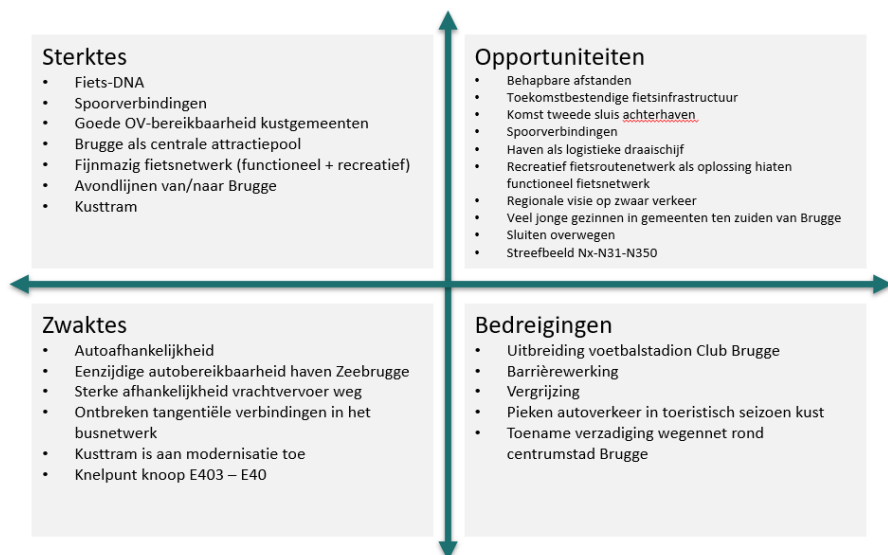 Sterktes
• Fiets-DNA
• Spoorverbindingen
• Goede OV-bereikbaarheid kustgemeenten
• Brugge als centrale attractiepool
• Fijnmazig fietsnetwerk (functioneel + recreatief)
• Avondlijnen van/naar Brugge
• Kusttram
Opportuniteiten
• Behapbare afstanden
• Toekomstbestendige fietsinfrastructuur
• Komst tweede sluis achterhaven
• Spoorverbindingen
• Haven als logistieke draaischijf
• Recreatief fietsroutenetwerk als oplossing hiaten
functioneel fietsnetwerk
• Regionale visie op zwaar verkeer
• Veel jonge gezinnen in gemeenten ten zuiden van Brugge
• Sluiten overwegen
• Streefbeeld Nx-N31-N350
Zwaktes
• Autoafhankelijkheid
• Eenzijdige autobereikbaarheid haven Zeebrugge
• Sterke afhankelijkheid vrachtvervoer weg
• Ontbreken tangentiële verbindingen in het
busnetwerk
• Kusttram is aan modernisatie toe
• Knelpunt knoop E403 – E40
Bedreigingen
• Uitbreiding voetbalstadion Club Brugge
• Barrièrewerking
• Vergrijzing
• Pieken autoverkeer in toeristisch seizoen kust
• Toename verzadiging wegennet rond
centrumstad Brugge